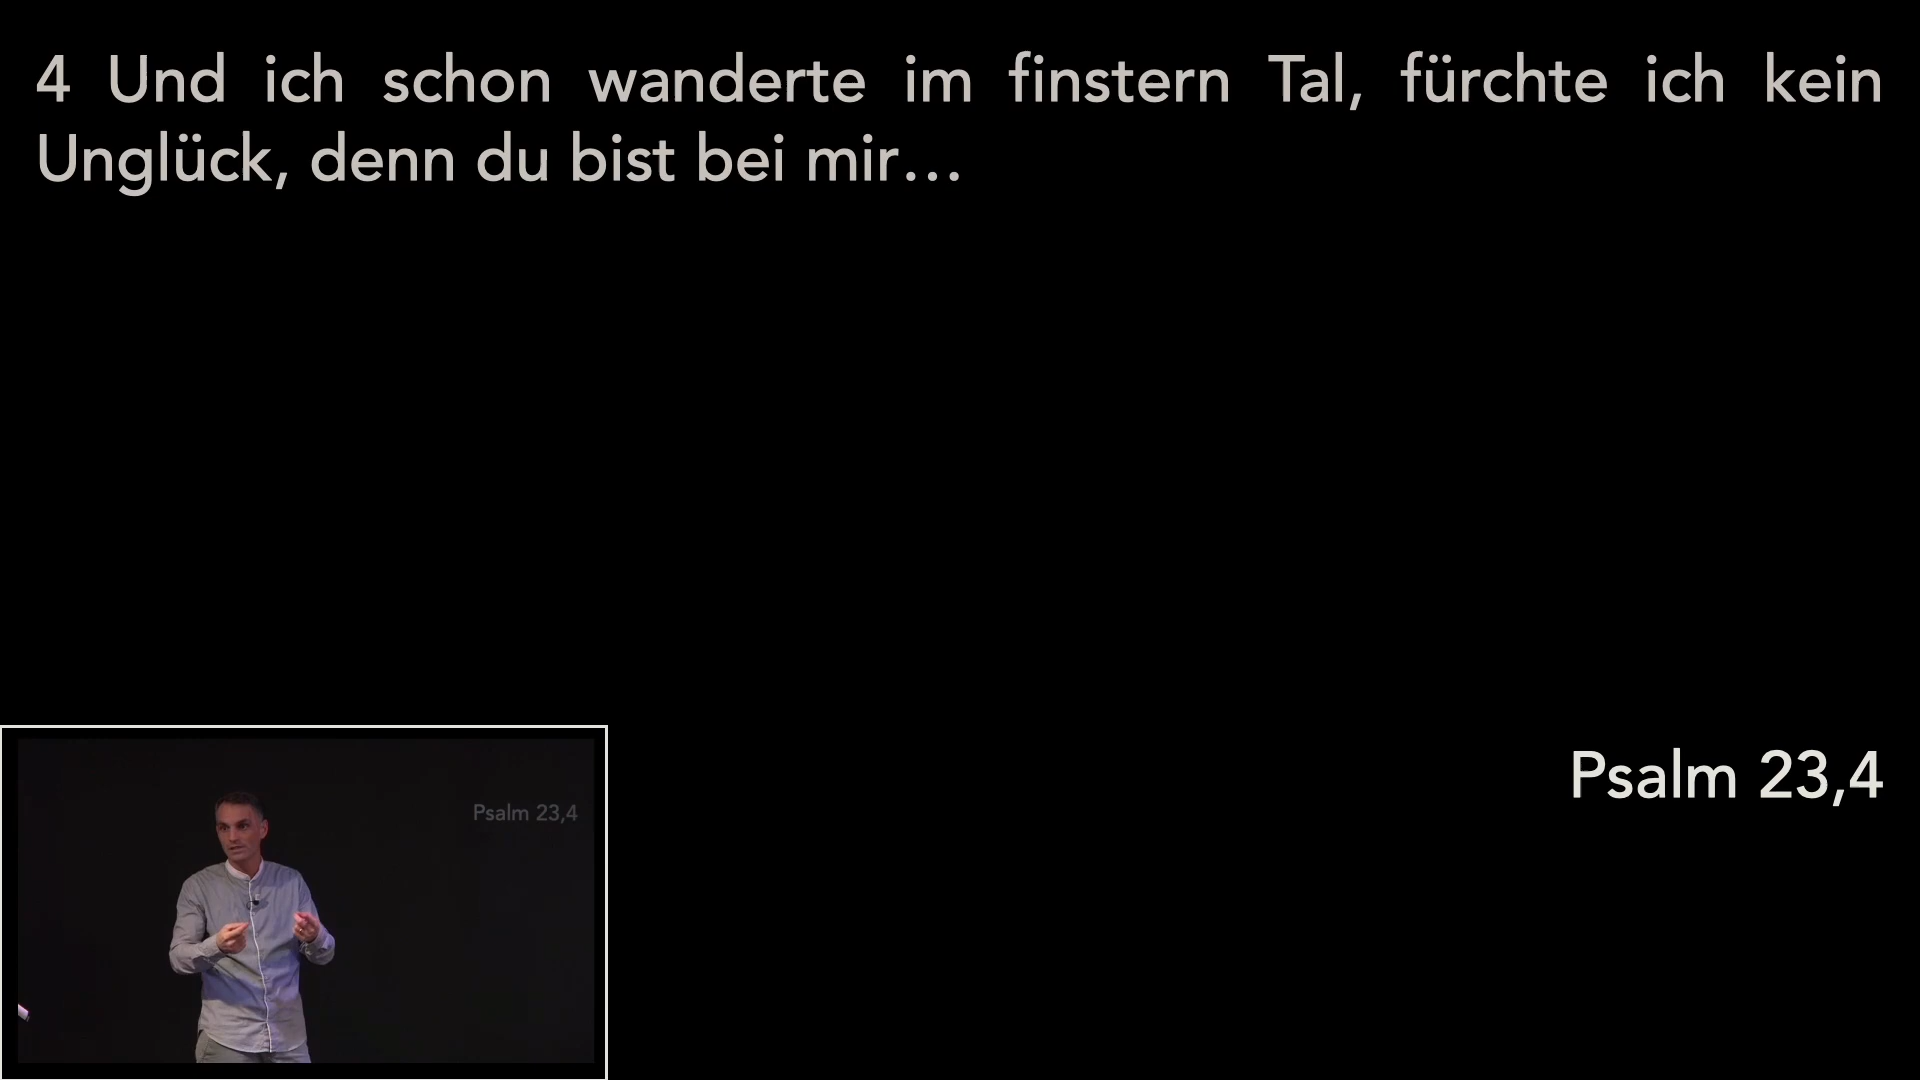 4 Und ich schon wanderte im finstern Tal, fürchte ich kein
Unglück, denn du bist bei mir…
Psalm 23,4
Psalm 23,4